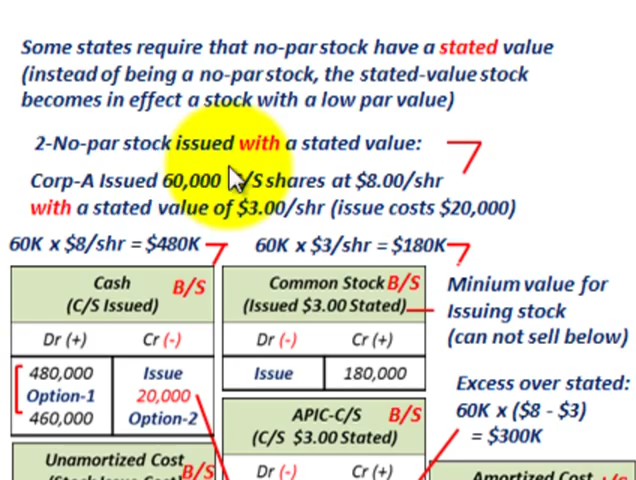 Some states require that no-par stock have a stated value
(instead of being a no-par stock, the stated-value stock
becomes in effect a stock with a low par value)
2-No-par stock issued with a stated value:
Corp-A Issued 60,000 /S shares at $8.00/shr
with a stated value of $3.00/shr (issue costs $20,000)
60K x $8/shr = $480K
60K x $3/shr = $180K
Cash B/S
(C/S Issued)
Dr (+) Cr (-)
480,000 Issue
Option-1 20,000
460,000 Option-2
Common Stock B/S
(Issued $3.00 Stated)
Dr (-) Cr (+)
Issue 180,000
Minium value for
Issuing stock
(can not sell below)
Excess over stated:
60K x ($8 - $3)
= $300K
APIC-C/S B/S
(C/S $3.00 Stated)
Dr (-) Cr (+)
Unamortized Cost B/S
(Stock Issue Cost)
Amortized Cost